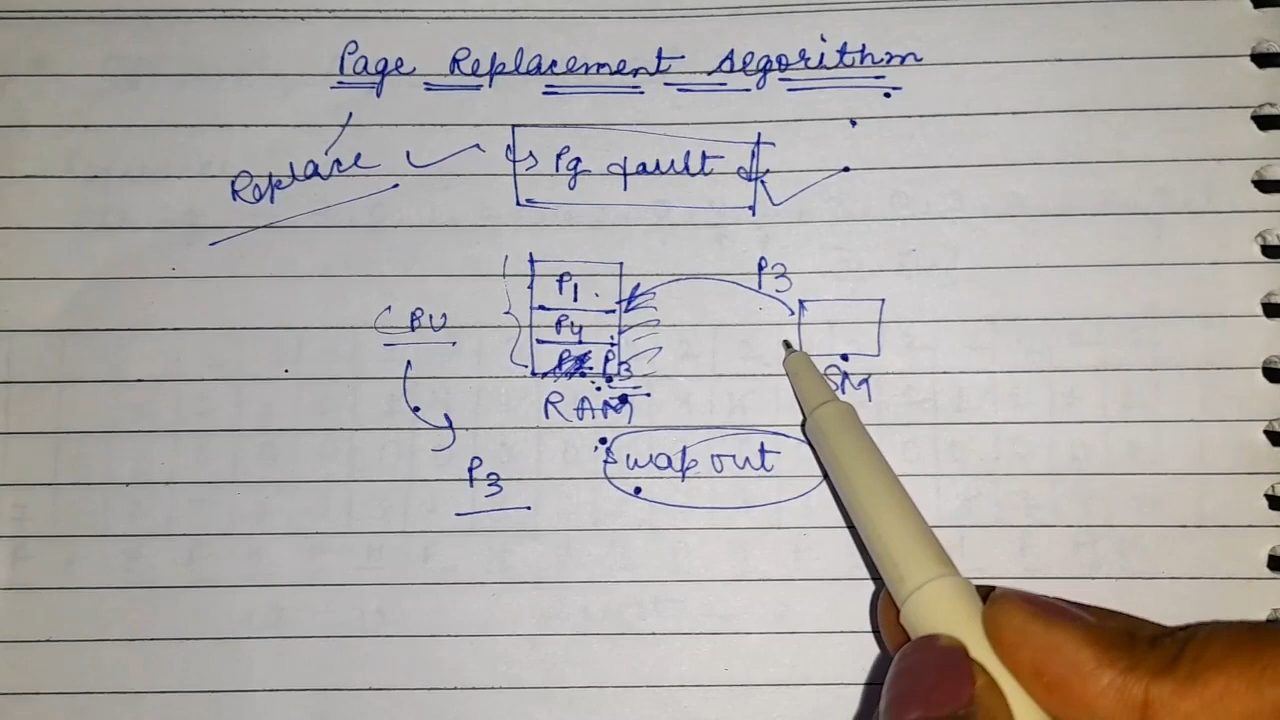 Page Replacement Algorithm
Replace
Pg fault
P3
P1
CPU
P4
P3
RAM
SM
Swap out
P3